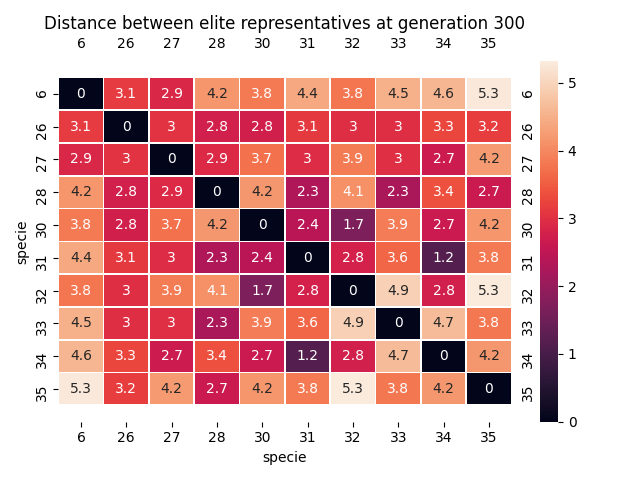 Distance between elite representatives at generation 300
6 26 27 28 30 31 32 33 34 35
6 0 3.1 2.9 4.2 3.8 4.4 3.8 4.5 4.6 5.3 6
26 3.1 0 3 2.8 2.8 3.1 3 3 3.3 3.2 26
27 2.9 3 0 2.9 3.7 3 3.9 3 2.7 4.2 27
28 4.2 2.8 2.9 0 4.2 2.3 4.1 2.3 3.4 2.7 28
30 3.8 2.8 3.7 4.2 0 2.4 1.7 3.9 2.7 4.2 30
31 4.4 3.1 3 2.3 2.4 0 2.8 3.6 1.2 3.8 31
32 3.8 3 3.9 4.1 1.7 2.8 0 4.9 2.8 5.3 32
33 4.5 3 3 2.3 3.9 3.6 4.9 0 4.7 3.8 33
34 4.6 3.3 2.7 3.4 2.7 1.2 2.8 4.7 0 4.2 34
35 5.3 3.2 4.2 2.7 4.2 3.8 5.3 3.8 4.2 0 35
6 26 27 28 30 31 32 33 34 35
specie
specie
5
4
3
2
1
0